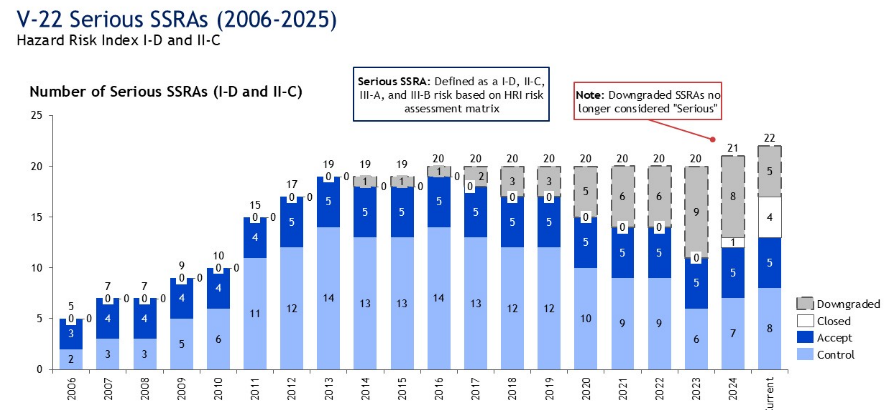 V-22 Serious SSRAs (2006-2025)
Hazard Risk Index I-D and II-C
Number of Serious SSRAs (I-D and II-C)
Serious SSRA: Defined as a I-D, II-C,
III-A, and III-B risk based on HRI risk
assessment matrix
Note: Downgraded SSRAs no
longer considered "Serious"
25
20
15
10
5
0
5 0 0 3 2
7 0 0 4 3
7 0 0 4 3
9 0 0 4 5
10 0 0 4 6
15 0 0 4 11
17 0 0 5 12
19 0 0 5 14
19 1 0 5 13
19 1 0 5 13
20 1 0 5 14
20 2 0 5 13
20 3 0 5 12
20 3 0 5 12
20 5 0 5 10
20 6 0 5 9
20 6 0 5 9
20 9 0 5 6
21 8 1 5 7
22 5 4 5 8
2006 2007 2008 2009 2010 2011 2012 2013 2014 2015 2016 2017 2018 2019 2020 2021 2022 2023 2024
Downgraded
Closed
Accept
Control